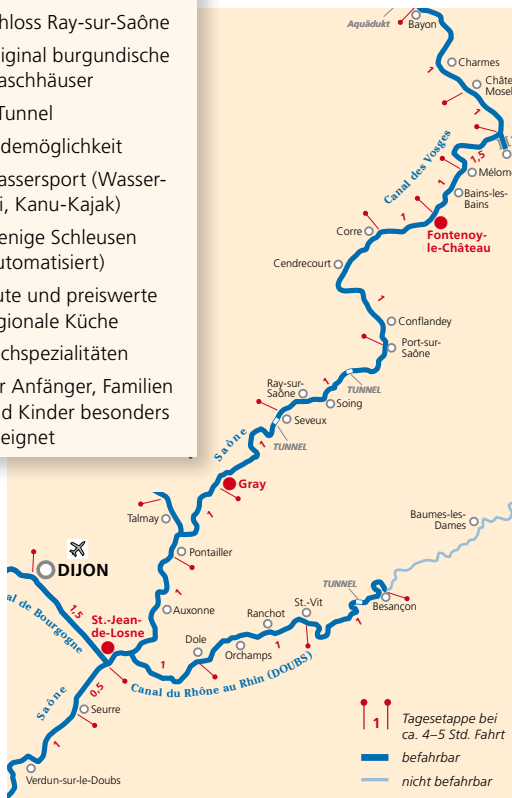 hloss Ray-sur-Saône
iginal burgundische
aschhäuser
Tunnel
demöglichkeit
assersport (Wasser-
i, Kanu-Kajak)
enige Schleusen
utomatisiert)
ute und preiswerte
gionale Küche
chspezialitäten
r Anfänger, Familien
d Kinder besonders
eignet
Aquädukt
Bayon
1
Charmes
Châte
Mosel
1
1,5
Mélom
Canal des Vosges
1
Bains-les-
Bains
1
Corre
Fontenoy-
le-Château
Cendrecourt
1
Conflandey
Port-sur-
Saône
1
TUNNEL
Ray-sur-
Saône
Soing
Seveux
TUNNEL
Saône
1
Gray
1
Talmay
Baumes-les-
Dames
Pontailler
DIJON
1
TUNNEL
Besançon
1,5
al de Bourgogne
St.-Jean-
de-Losne
Auxonne
Ranchot
St.-Vit
1
Dole
Orchamps
1
1
Canal du Rhône au Rhin (DOUBS)
0,5
Saône
Seurre
1
Verdun-sur-le-Doubs
1
Tagesetappe bei
ca. 4–5 Std. Fahrt
befahrbar
nicht befahrbar